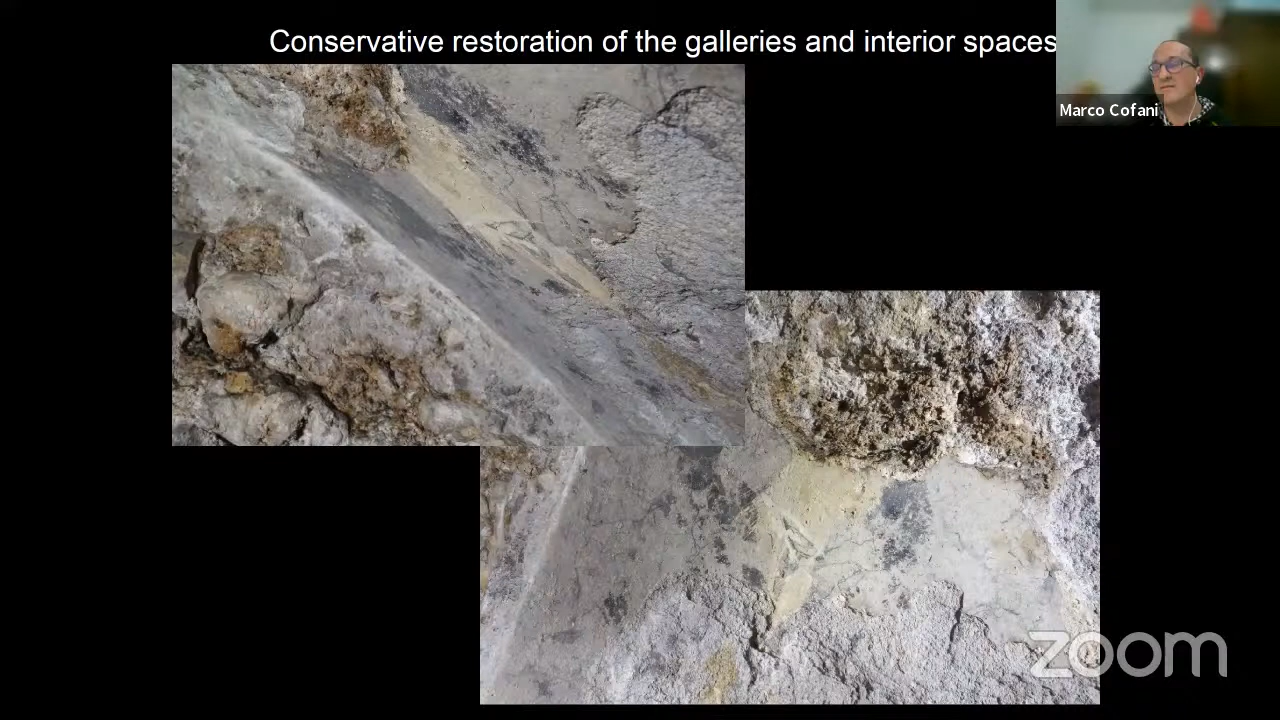 Conservative restoration of the galleries and interior spaces
Marco Cofani
zoom